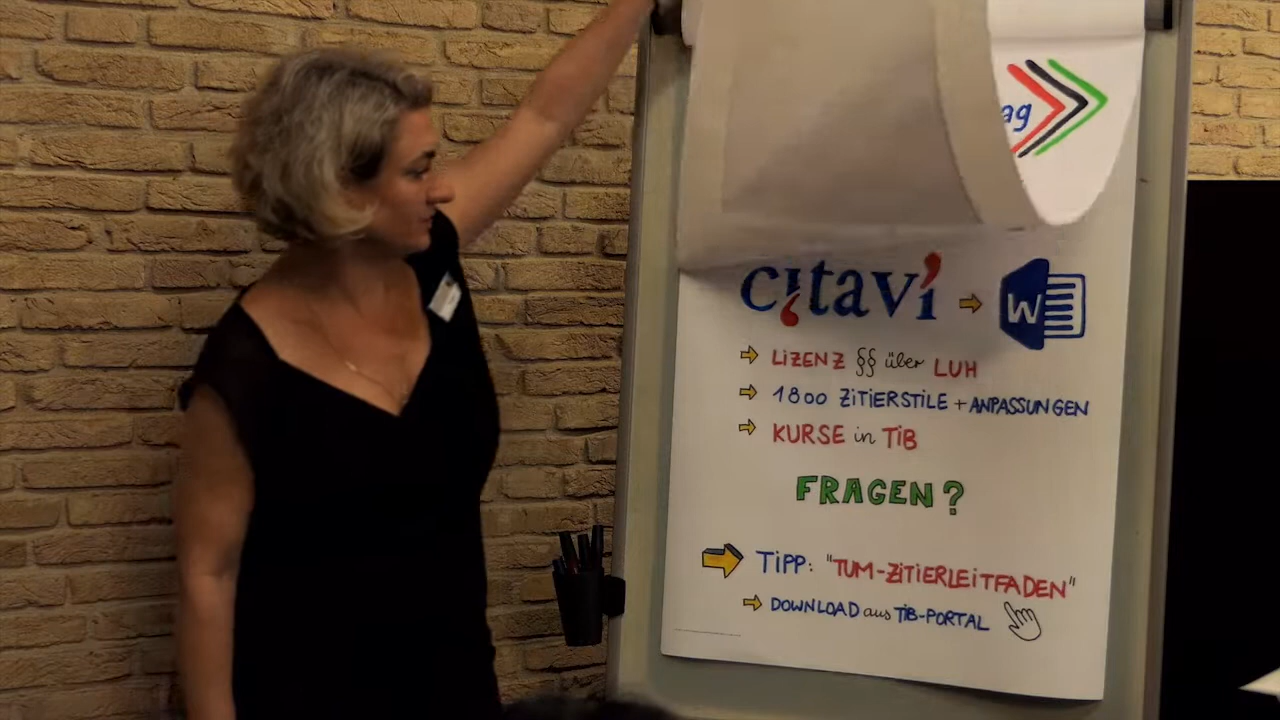 ag
citavi W
LiZENZ §§ über LUH
1800 ZiTiERSTiLE + ANPASSUNGEN
KURSE in TiB
FRAGEN?
TiPP: "TUM-ZiTiERLEiTFADEN"
DOWNLOAD aus TiB-PORTAL